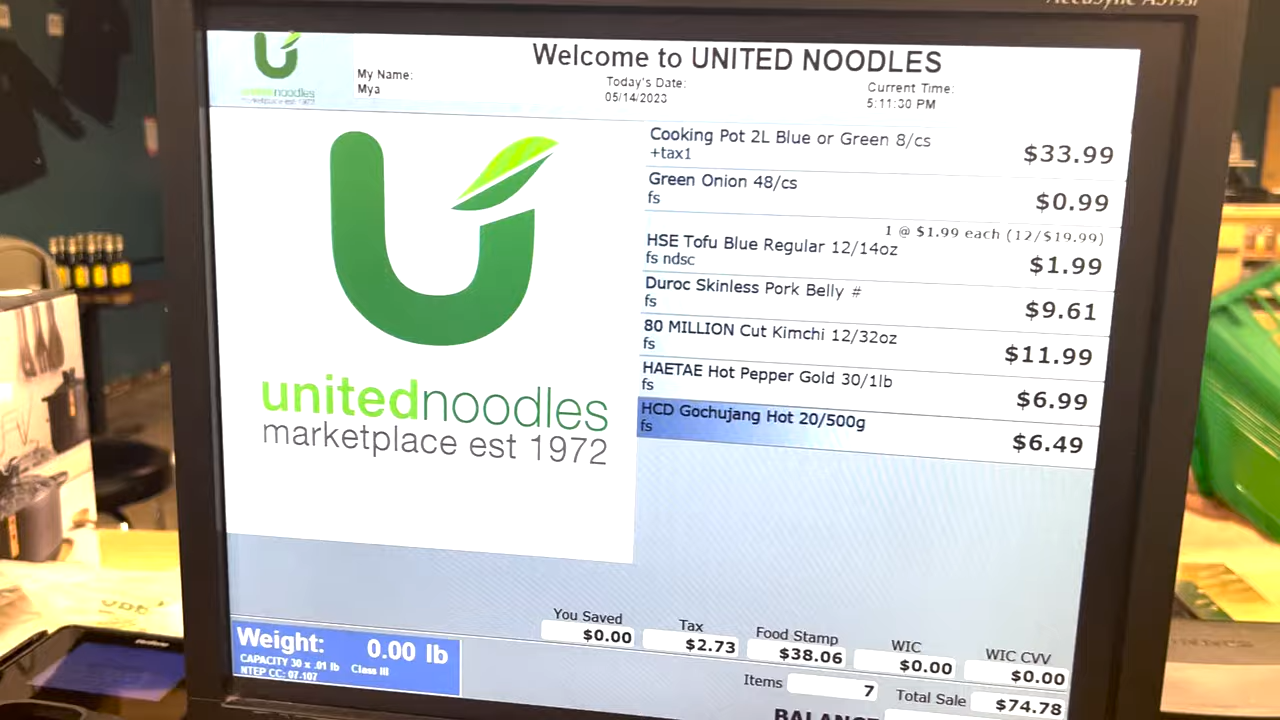 AccuSync AS193i
Welcome to UNITED NOODLES
unitednoodles
marketplace est 1972
My Name:
Mya
Today's Date:
05/14/2023
Current Time:
5:11:30 PM
Cooking Pot 2L Blue or Green 8/cs
+tax1
$33.99
Green Onion 48/cs
fs
$0.99
1 @ $1.99 each (12/$19.99)
HSE Tofu Blue Regular 12/14oz
fs ndsc
$1.99
Duroc Skinless Pork Belly #
fs
$9.61
80 MILLION Cut Kimchi 12/32oz
fs
$11.99
HAETAE Hot Pepper Gold 30/1lb
fs
$6.99
HCD Gochujang Hot 20/500g
fs
$6.49
unitednoodles
marketplace est 1972
Weight: 0.00 lb
CAPACITY 30 x .01 lb Class III
NTEP CC: 07.107
You Saved
$0.00
Tax
$2.73
Food Stamp
$38.06
WIC
$0.00
WIC CVV
$0.00
Items 7
Total Sale $74.78